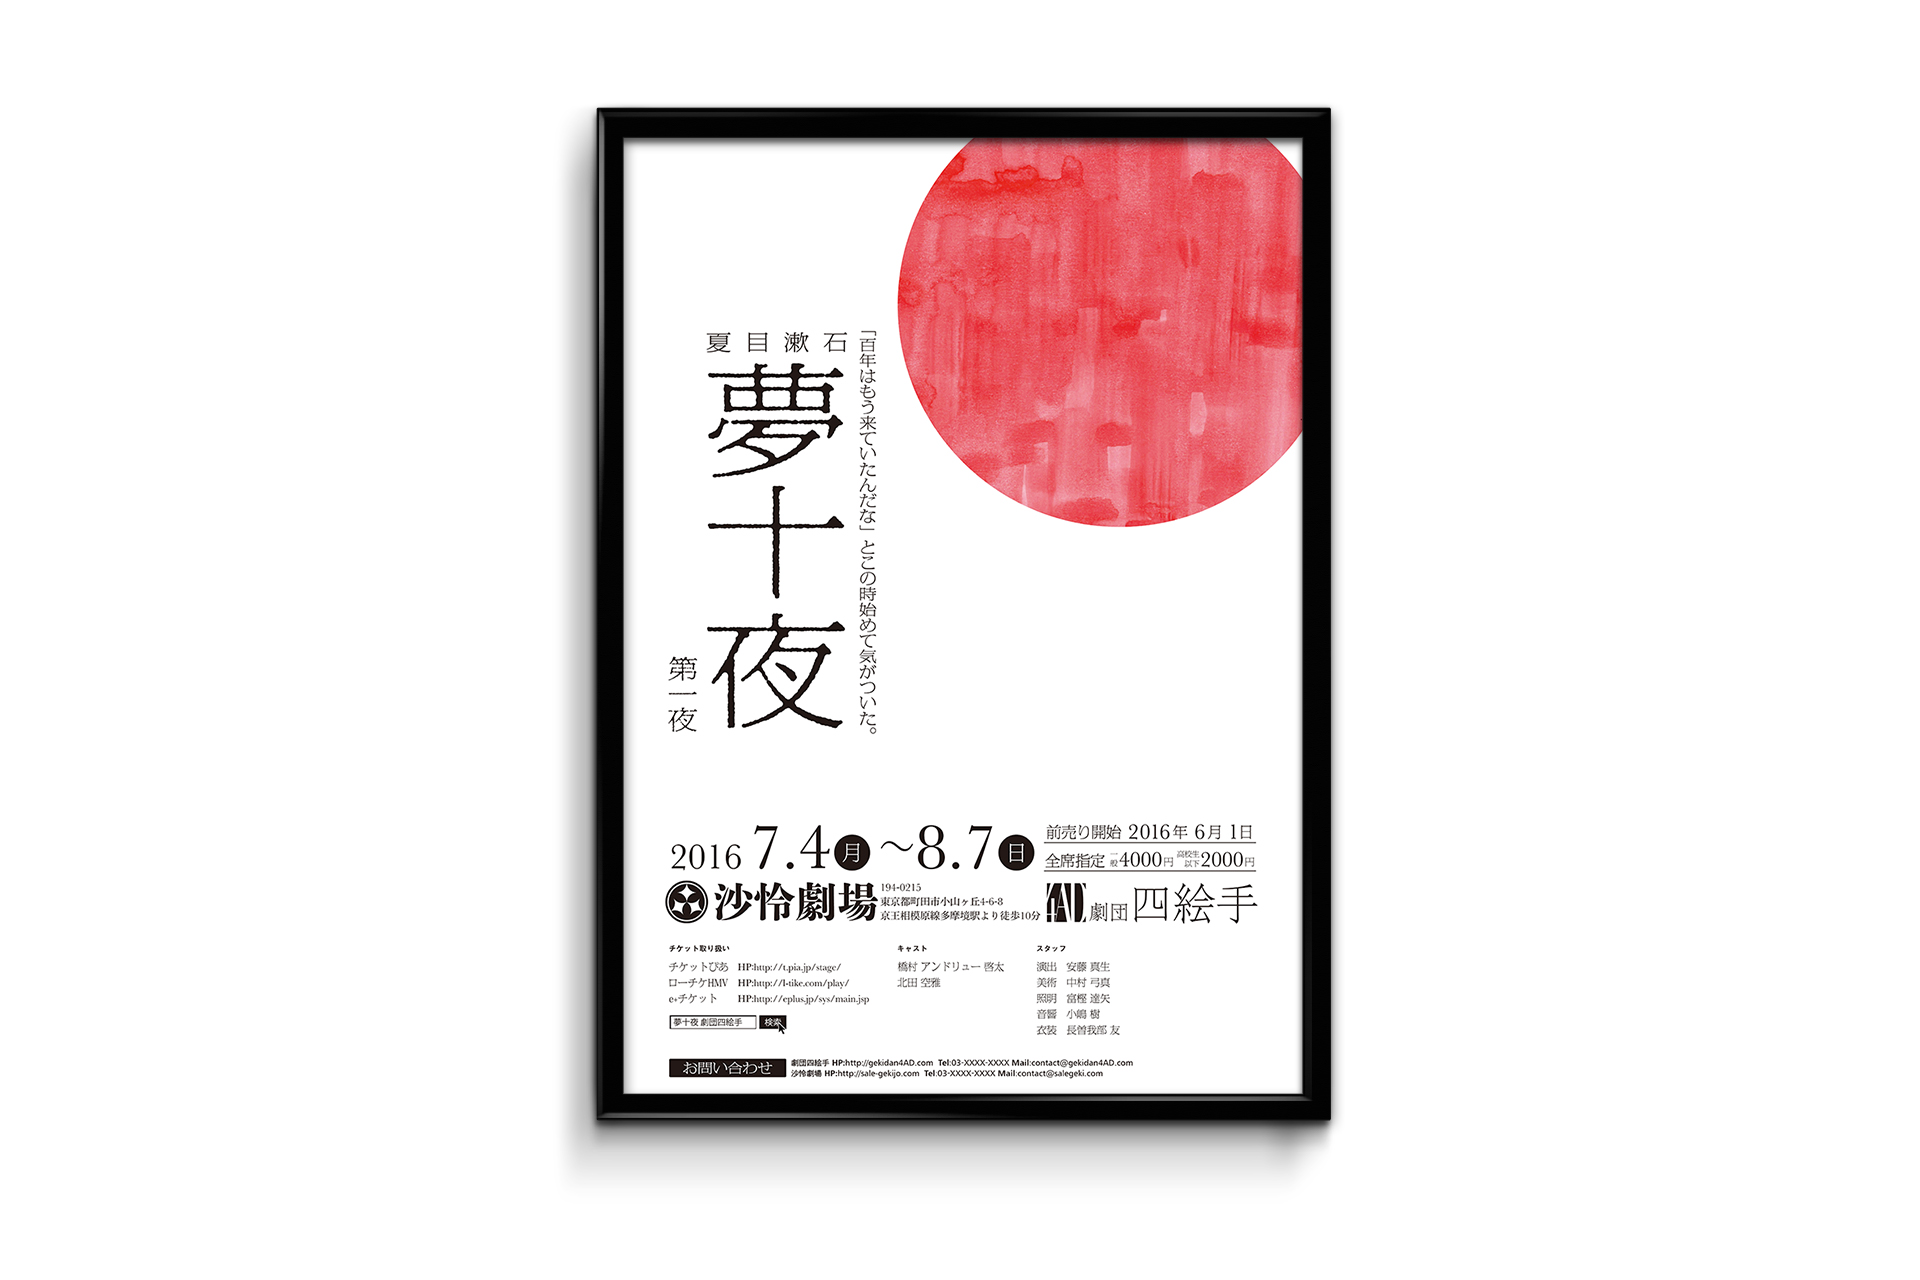 「百年はもう来ていたんだな」とこの時始めて気がついた。
夏目漱石
夢十夜
第一夜
2016 7.4 月 ～8.7 日
前売り開始 2016年 6月 1日
全席指定 一般4000円 高校生以下2000円
沙怜劇場
194-0215
東京都町田市小山ヶ丘4-6-8
京王相模原線多摩境駅より徒歩10分
4AD 劇団 四絵手
チケット取り扱い
チケットぴあ HP:http://t.pia.jp/stage/
ローチケHMV HP:http://l-tike.com/play/
e+チケット HP:http://eplus.jp/sys/main.jsp
夢十夜 劇団四絵手 検索
キャスト
橋村 アンドリュー 啓太
北田 空雅
スタッフ
演出 安藤 真生
美術 中村 弓真
照明 富樫 達矢
音響 小嶋 樹
衣装 長曽我部 友
お問い合わせ
劇団四絵手 HP:http://gekidan4AD.com Tel:03-XXXX-XXXX Mail:contact@gekidan4AD.com
沙怜劇場 HP:http://sale-gekijo.com Tel:03-XXXX-XXXX Mail:contact@salegeki.com